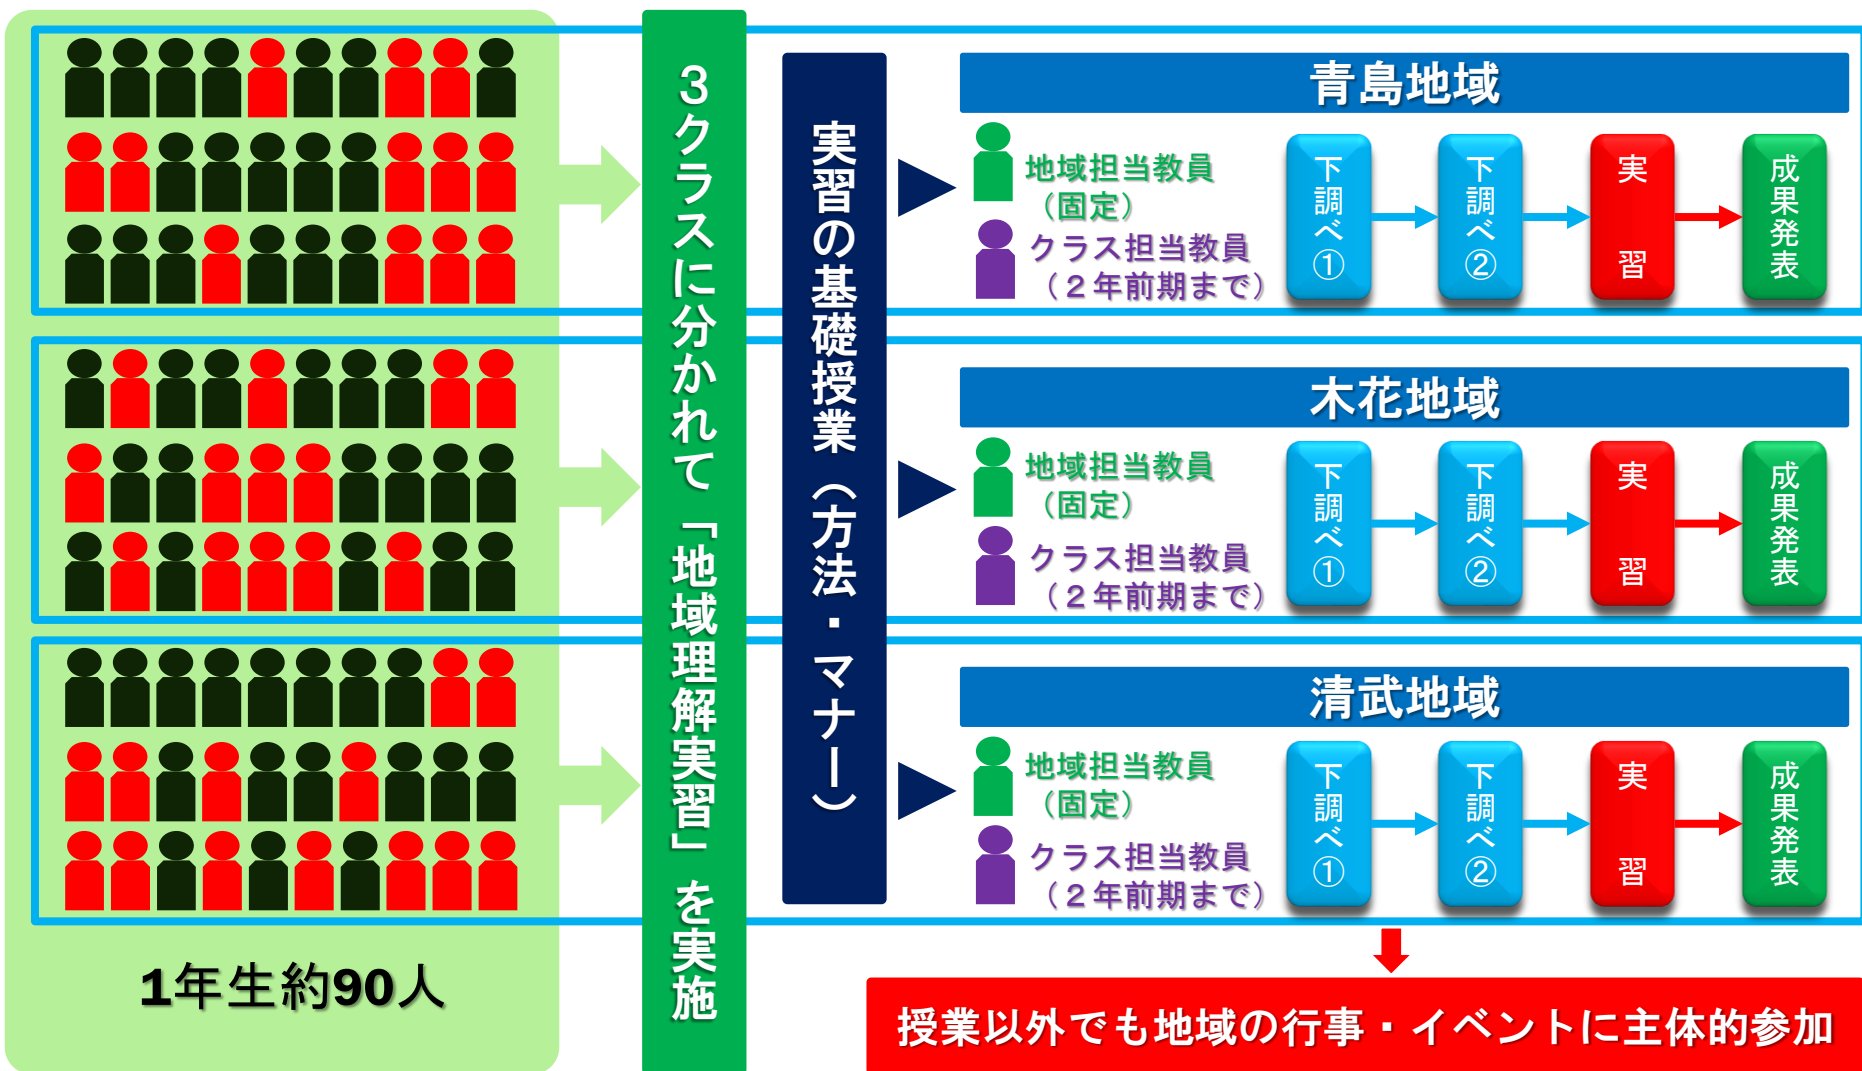 1年生約90人
３クラスに分かれて「地域理解実習」を実施
実習の基礎授業（方法・マナー）
青島地域
地域担当教員
（固定）
クラス担当教員
（２年前期まで）
下調べ①
下調べ②
実習
成果発表
木花地域
地域担当教員
（固定）
クラス担当教員
（２年前期まで）
下調べ①
下調べ②
実習
成果発表
清武地域
地域担当教員
（固定）
クラス担当教員
（２年前期まで）
下調べ①
下調べ②
実習
成果発表
授業以外でも地域の行事・イベントに主体的参加